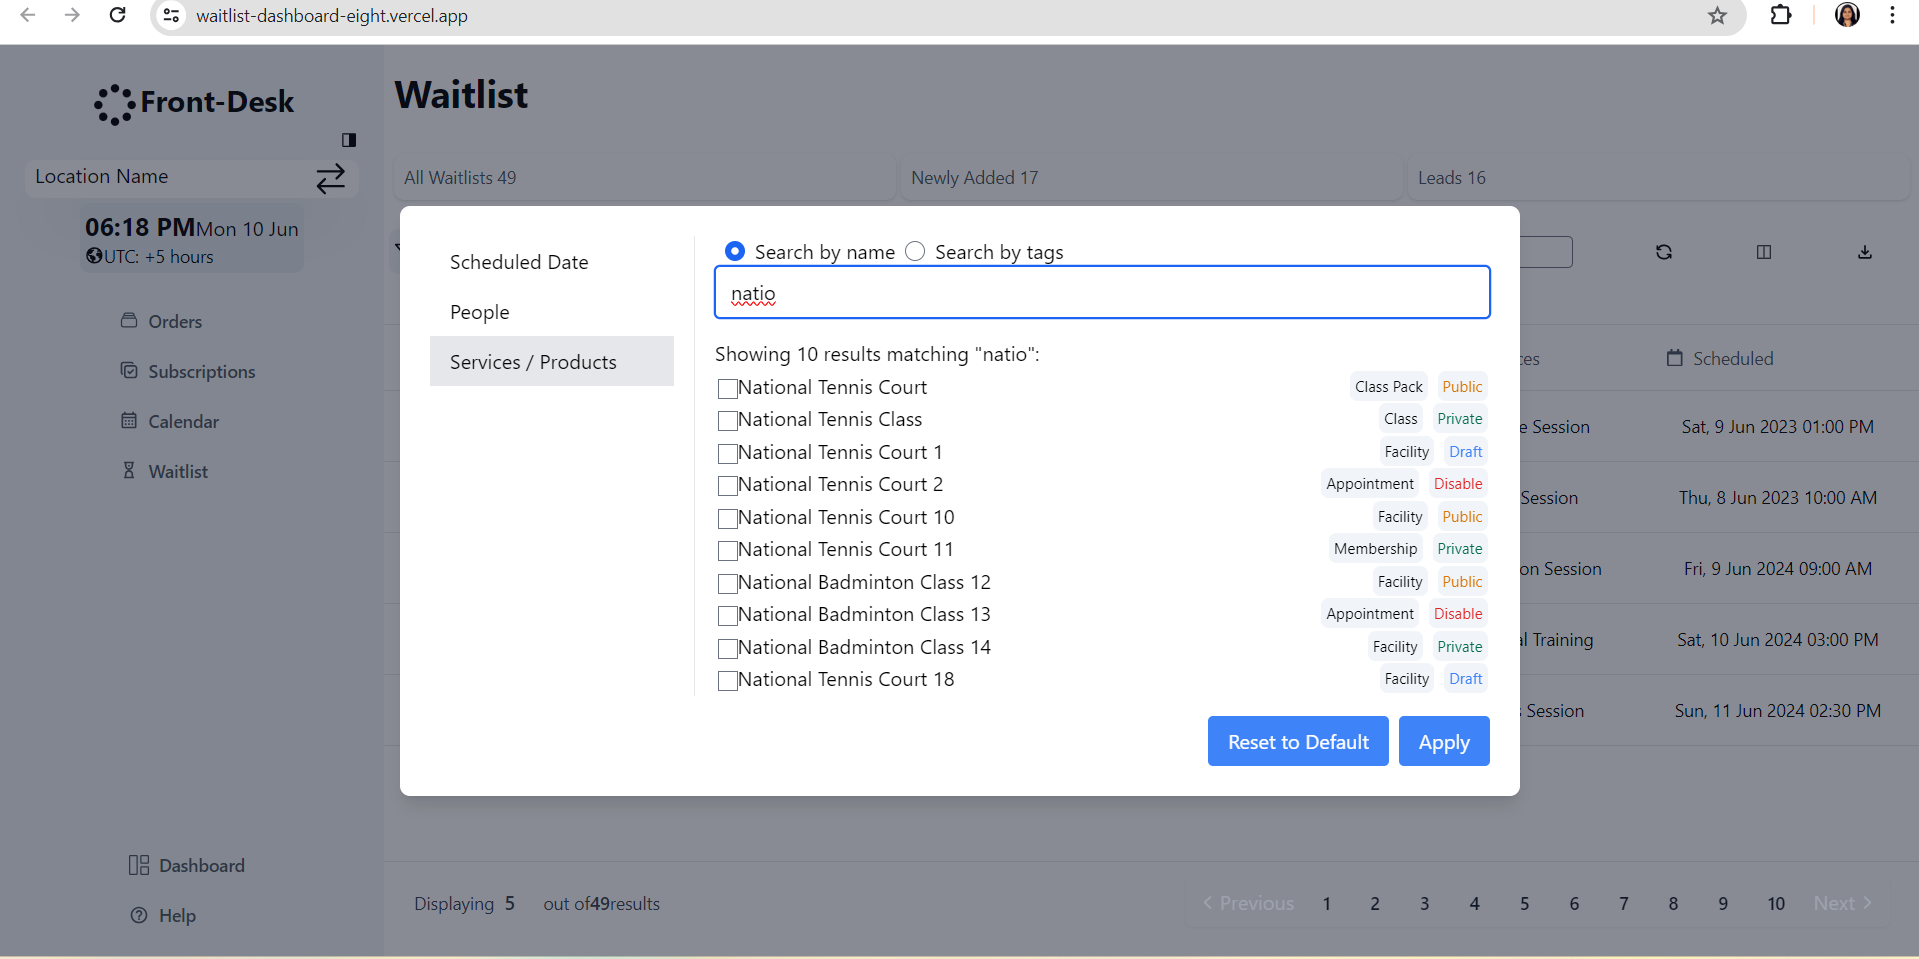 waitlist-dashboard-eight.vercel.app
Front-Desk
Location Name
06:18 PM Mon 10 Jun
UTC: +5 hours
Orders
Subscriptions
Calendar
Waitlist
Dashboard
Help
Waitlist
All Waitlists 49
Newly Added 17
Leads 16
Scheduled Date
People
Services / Products
Search by name
Search by tags
natio
Showing 10 results matching "natio":
National Tennis Court Class Pack Public
National Tennis Class Class Private
National Tennis Court 1 Facility Draft
National Tennis Court 2 Appointment Disable
National Tennis Court 10 Facility Public
National Tennis Court 11 Membership Private
National Badminton Class 12 Facility Public
National Badminton Class 13 Appointment Disable
National Badminton Class 14 Facility Private
National Tennis Court 18 Facility Draft
Reset to Default
Apply
Scheduled
Session Sat, 9 Jun 2023 01:00 PM
Session Thu, 8 Jun 2023 10:00 AM
Session Fri, 9 Jun 2024 09:00 AM
Training Sat, 10 Jun 2024 03:00 PM
Session Sun, 11 Jun 2024 02:30 PM
Displaying 5 out of49results
Previous 1 2 3 4 5 6 7 8 9 10 Next